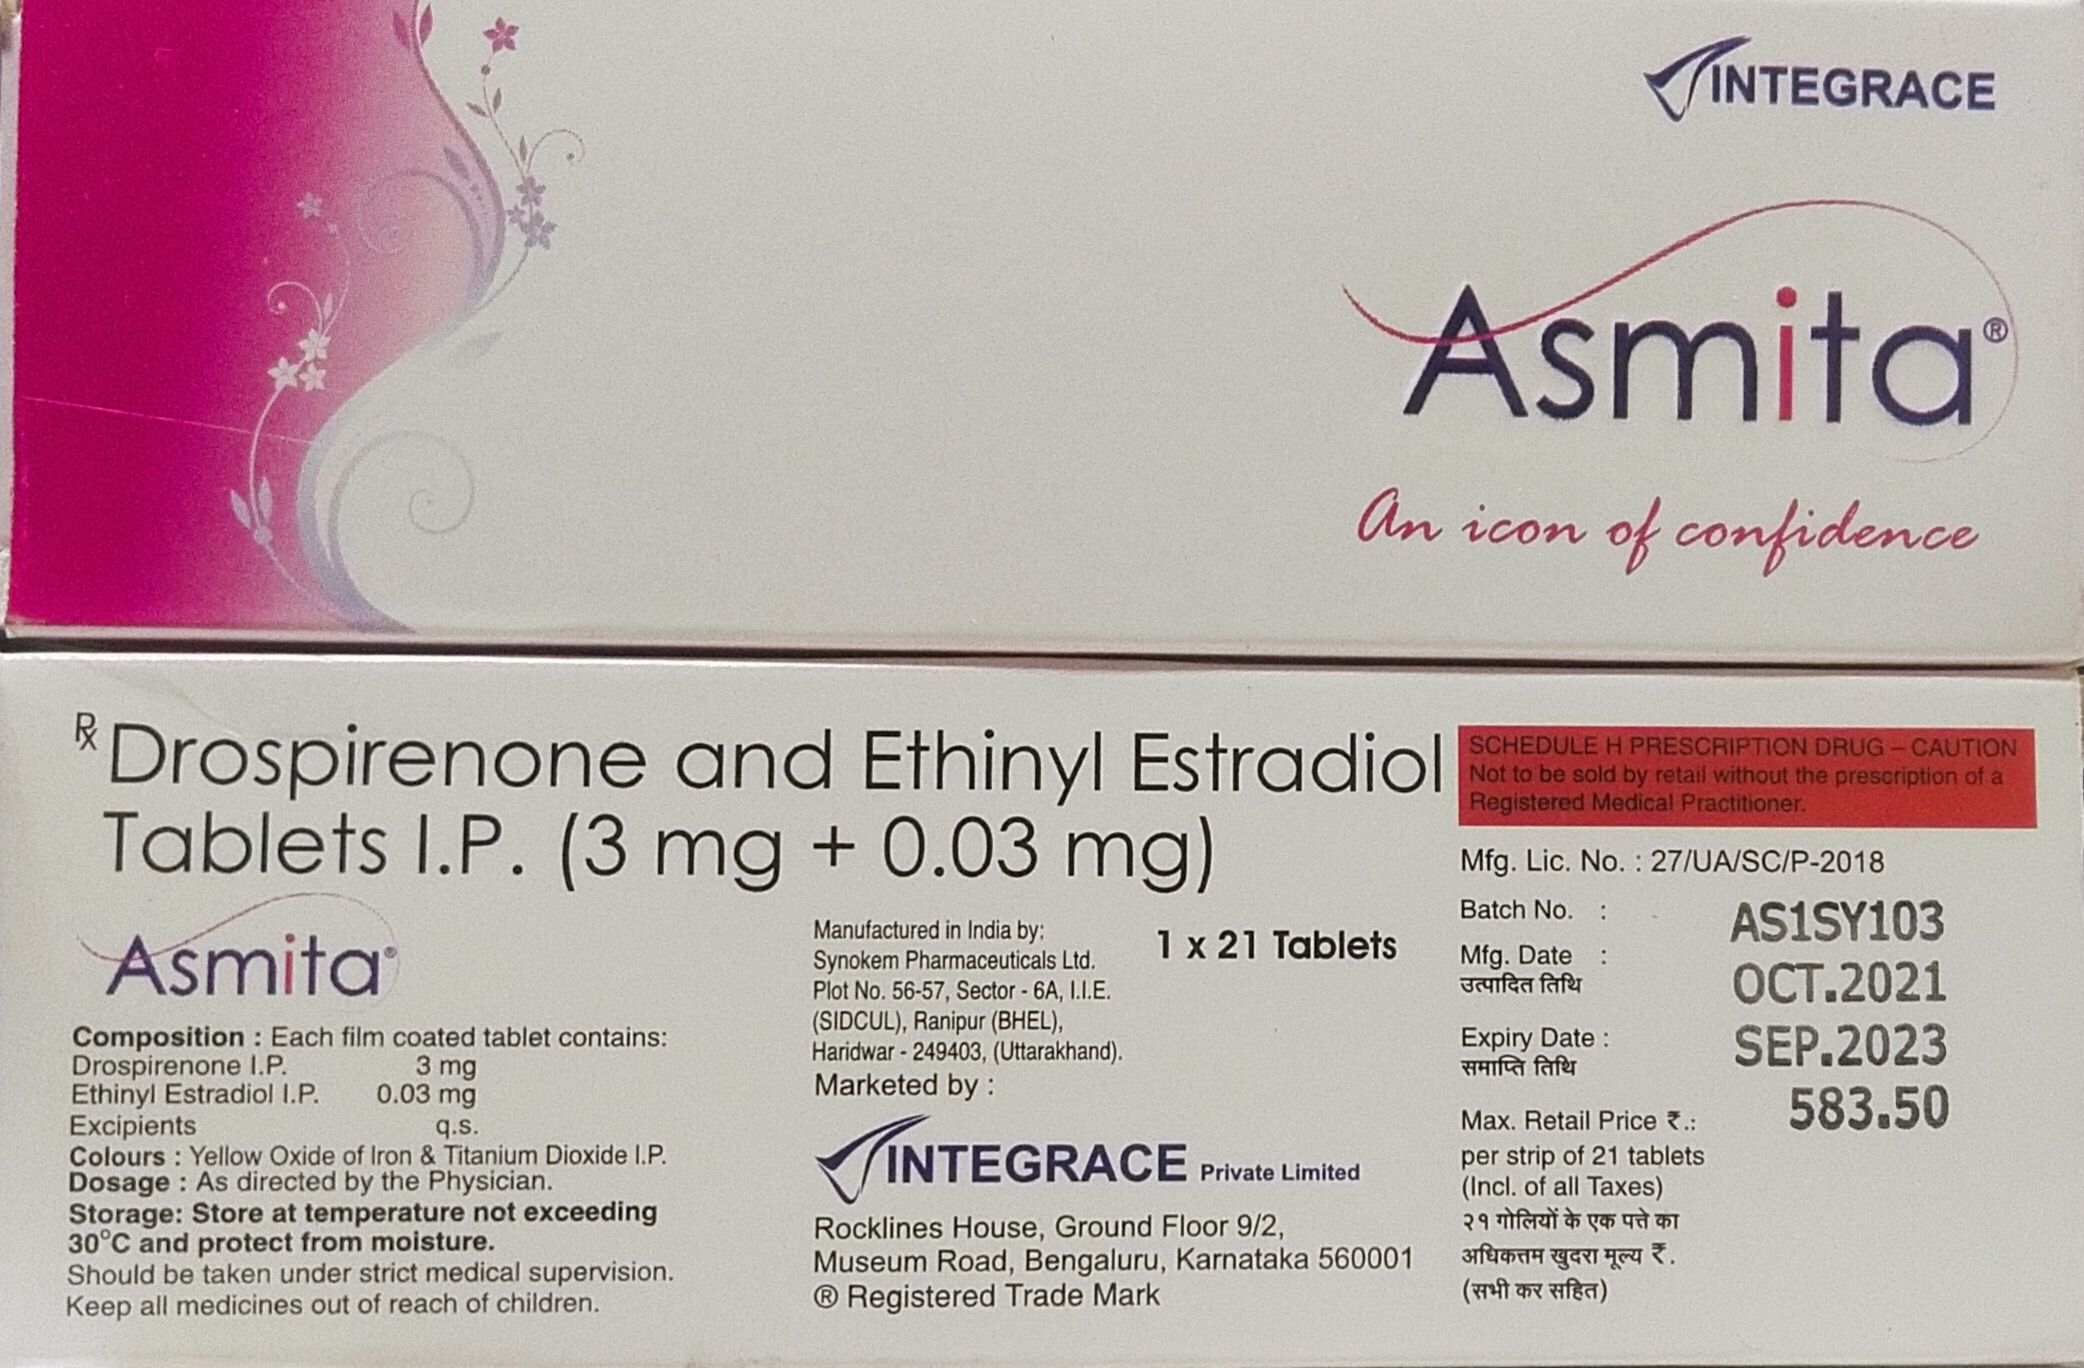 INTEGRACE
Asmita®
An icon of confidence
Rx Drospirenone and Ethinyl Estradiol
Tablets I.P. (3 mg + 0.03 mg)
Asmita®
Composition : Each film coated tablet contains:
Drospirenone I.P. 3 mg
Ethinyl Estradiol I.P. 0.03 mg
Excipients q.s.
Colours : Yellow Oxide of Iron & Titanium Dioxide I.P.
Dosage : As directed by the Physician.
Storage: Store at temperature not exceeding
30°C and protect from moisture.
Should be taken under strict medical supervision.
Keep all medicines out of reach of children.
Manufactured in India by:
Synokem Pharmaceuticals Ltd.
Plot No. 56-57, Sector - 6A, I.I.E.
(SIDCUL), Ranipur (BHEL),
Haridwar - 249403, (Uttarakhand).
Marketed by :
INTEGRACE Private Limited
Rocklines House, Ground Floor 9/2,
Museum Road, Bengaluru, Karnataka 560001
® Registered Trade Mark
1 x 21 Tablets
SCHEDULE H PRESCRIPTION DRUG – CAUTION
Not to be sold by retail without the prescription of a
Registered Medical Practitioner.
Mfg. Lic. No. : 27/UA/SC/P-2018
Batch No. : AS1SY103
Mfg. Date : OCT.2021
उत्पादित तिथि
Expiry Date : SEP.2023
समाप्ति तिथि
Max. Retail Price ₹.: 583.50
per strip of 21 tablets
(Incl. of all Taxes)
२१ गोलियों के एक पत्ते का
अधिकतम खुदरा मूल्य ₹.
(सभी कर सहित)